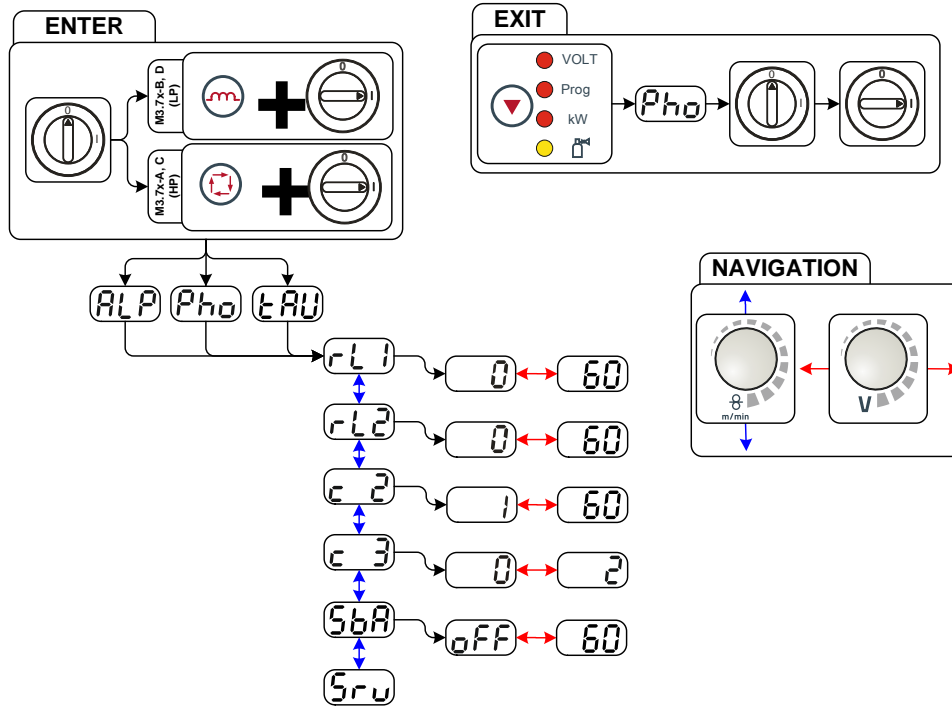 ENTER
M3.7x-B, D
(LP)
0
I
0
I
M3.7x-A, C
(HP)
0
I
ALP
Pho
tAU
EXIT
VOLT
Prog
kW
Pho
0
I
0
I
NAVIGATION
m/min
V
rL1
0
60
rL2
0
60
c 2
1
60
c 3
0
2
SbA
oFF
60
Srv